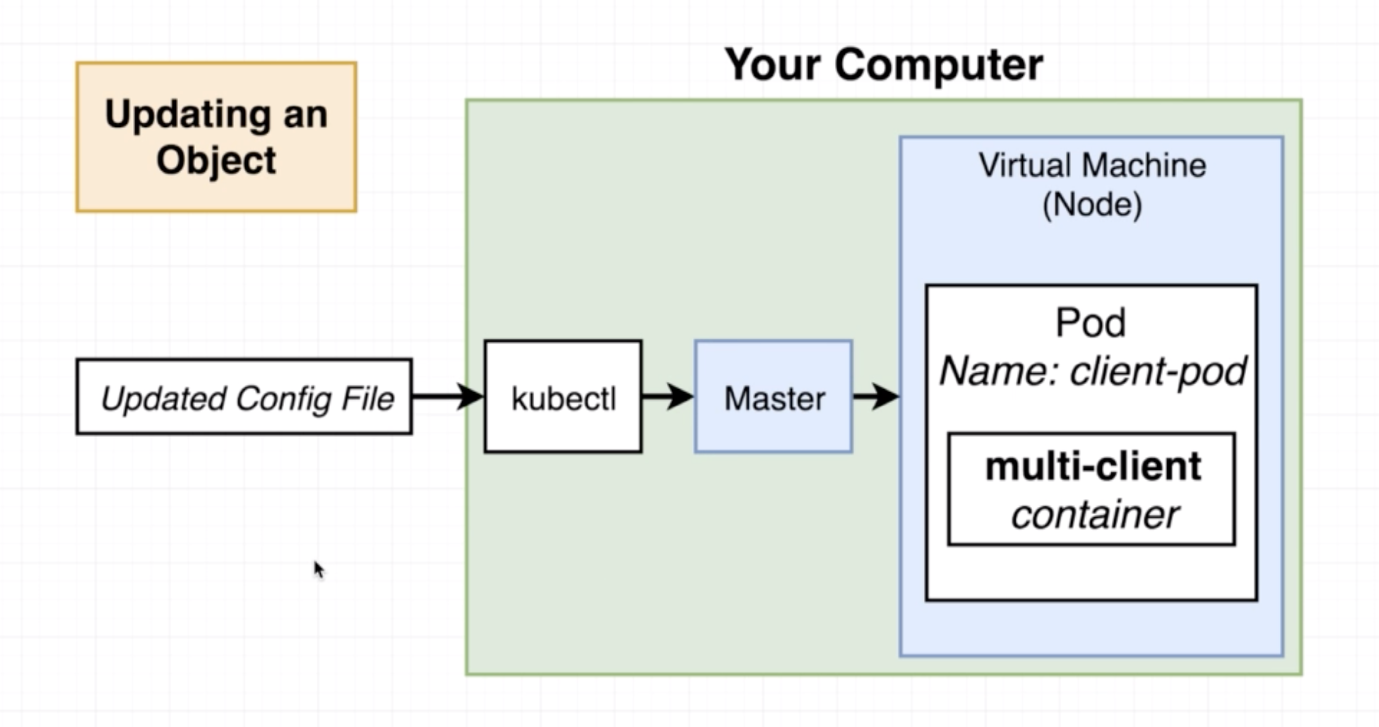 Your Computer
Updating an
Object
Virtual Machine
(Node)
Pod
Name: client-pod
Updated Config File
kubectl
Master
multi-client
container